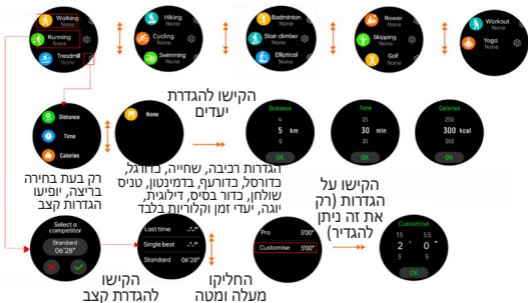 Walking
None
Running
None
Treadmill
None
Hiking
None
Cycling
None
Swimming
None
Badminton
None
Stair climber
None
Elliptical
None
Rower
None
Skipping
None
Golf
None
Workout
None
Yoga
None
Distance
Time
Calories
None
הקישו להגדרת
יעדים
Distance
4
5 km
6
OK
Time
25
30 min
35
OK
Calories
250
300 kcal
350
OK
רק בעת בחירה
בריצה, יופיעו
הגדרות קצב
הגדרות רכיבה, שחייה, כדורגל,
כדורסל, כדורעף, בדמינטון, טניס
שולחן, כדור בסיס, דילוגית,
יוגה, יעדי זמן וקלוריות בלבד
הקישו על
הגדרות (רק
את זה ניתן
להגדיר)
Select a
competitor
Standard
06'28"
Last time -'--"
Single best -'--"
Standard 06'28"
Pro 5'00"
Customise 5'00"
Customise
55
2 ' 0 "
3 5
OK
הקישו
להגדרת קצב
החליקו
מעלה ומטה